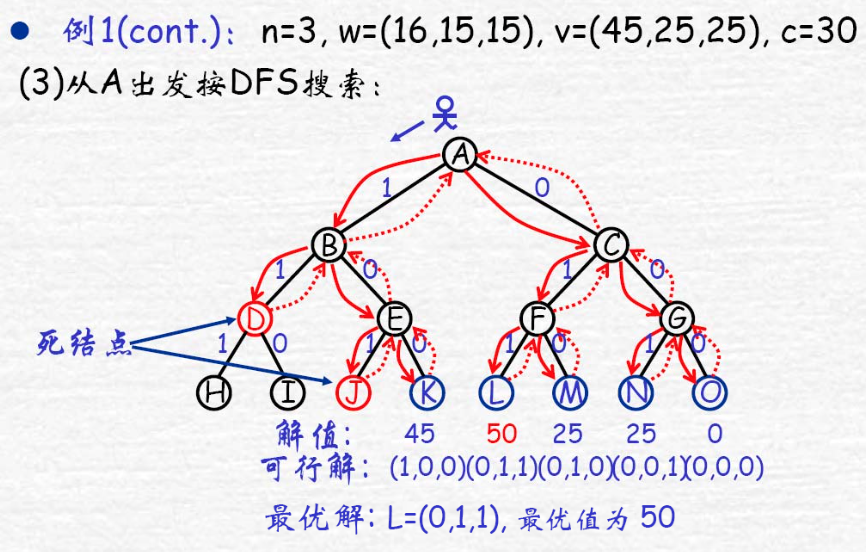 • 例1(cont.): n=3, w=(16,15,15), v=(45,25,25), c=30
(3)从A出发按DFS搜索:
A
1 0
B C
1 0 1 0
D E F G
死结点
1 0 1 0 1 0 1 0
H I J K L M N O
解值: 45 50 25 25 0
可行解: (1,0,0)(0,1,1)(0,1,0)(0,0,1)(0,0,0)
最优解: L=(0,1,1), 最优值为 50